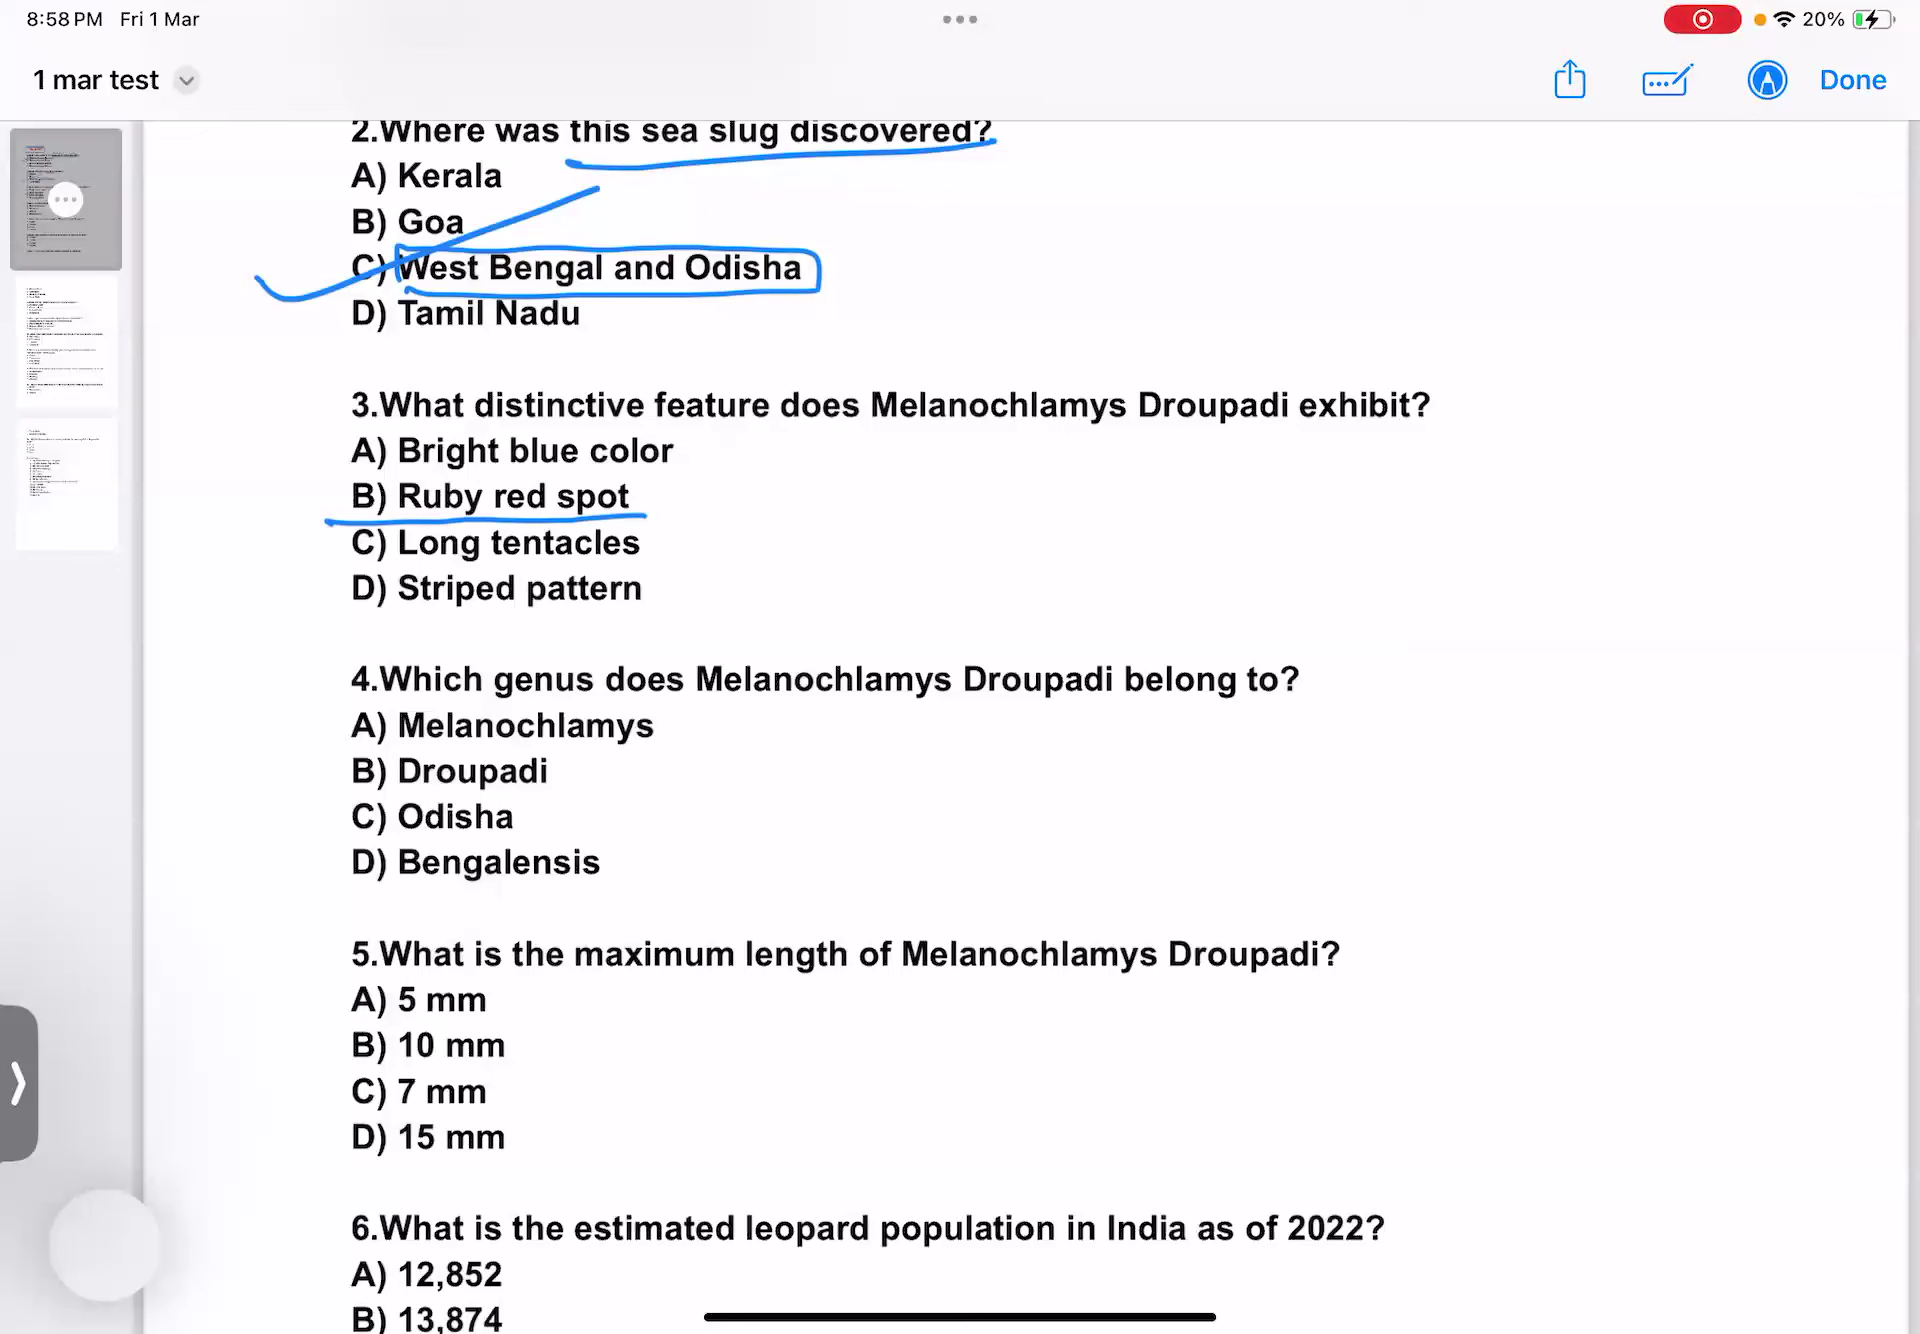 8:58 PM Fri 1 Mar
20%
1 mar test
Done
2.Where was this sea slug discovered?
A) Kerala
B) Goa
C) West Bengal and Odisha
D) Tamil Nadu
3.What distinctive feature does Melanochlamys Droupadi exhibit?
A) Bright blue color
B) Ruby red spot
C) Long tentacles
D) Striped pattern
4.Which genus does Melanochlamys Droupadi belong to?
A) Melanochlamys
B) Droupadi
C) Odisha
D) Bengalensis
5.What is the maximum length of Melanochlamys Droupadi?
A) 5 mm
B) 10 mm
C) 7 mm
D) 15 mm
6.What is the estimated leopard population in India as of 2022?
A) 12,852
B) 13,874